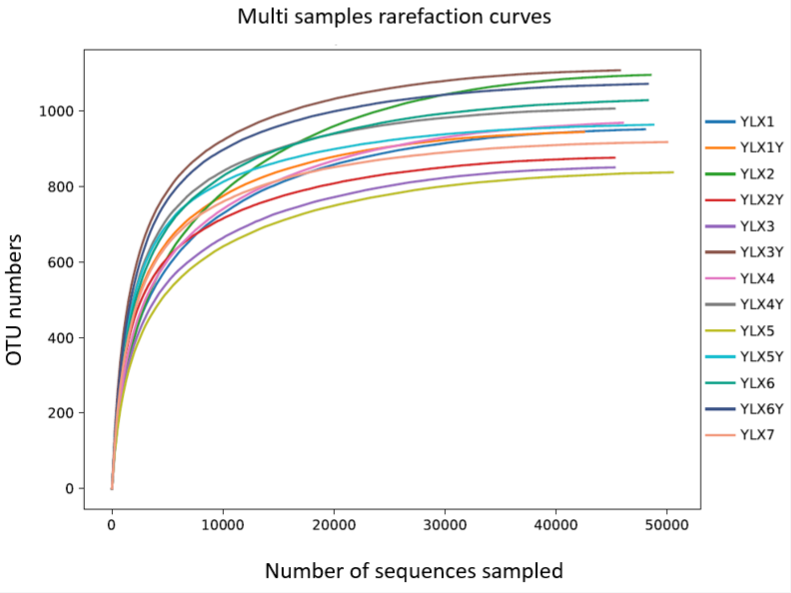 Multi samples rarefaction curves
OTU numbers
1000
800
600
400
200
0
0 10000 20000 30000 40000 50000
Number of sequences sampled
YLX1
YLX1Y
YLX2
YLX2Y
YLX3
YLX3Y
YLX4
YLX4Y
YLX5
YLX5Y
YLX6
YLX6Y
YLX7